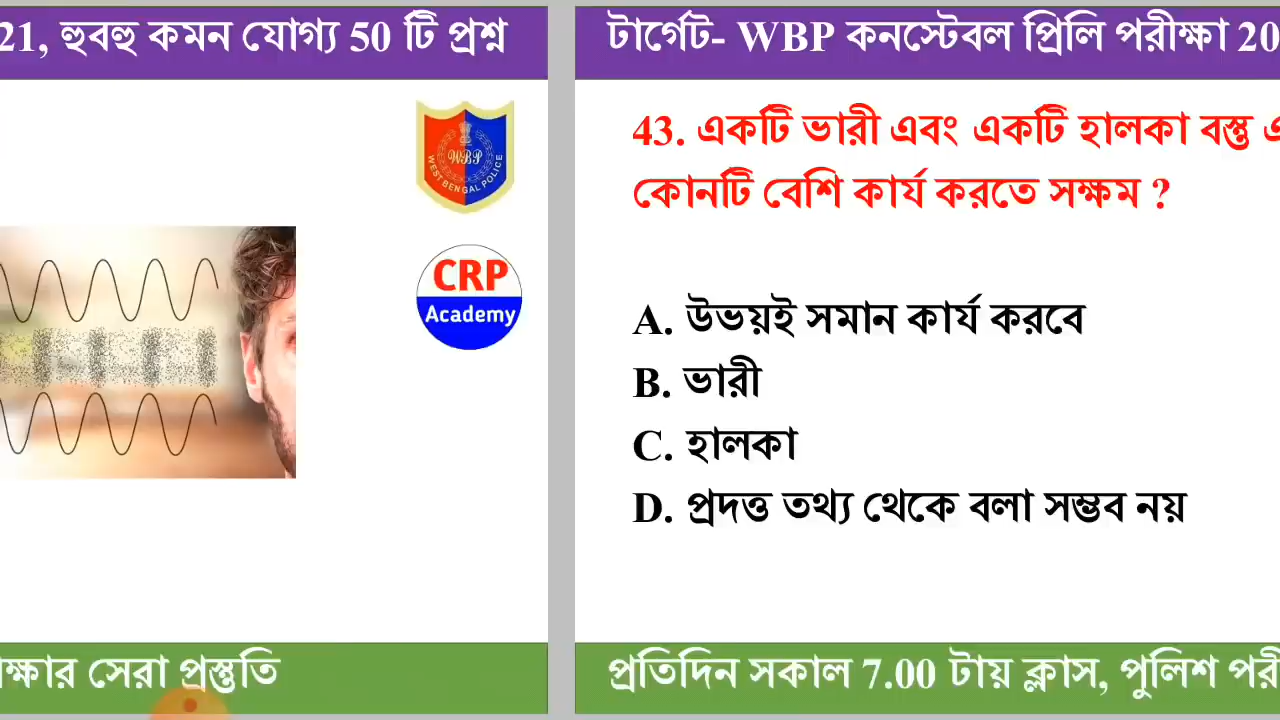 21, হুবহু কমন যোগ্য 50 টি প্রশ্ন
WBP
WEST BENGAL POLICE
CRP
Academy
ক্ষার সেরা প্রস্তুতি
টার্গেট- WBP কনস্টেবল প্রিলি পরীক্ষা 20
43. একটি ভারী এবং একটি হালকা বস্তু এ
কোনটি বেশি কার্য করতে সক্ষম ?
A. উভয়ই সমান কার্য করবে
B. ভারী
C. হালকা
D. প্রদত্ত তথ্য থেকে বলা সম্ভব নয়
প্রতিদিন সকাল 7.00 টায় ক্লাস, পুলিশ পরী